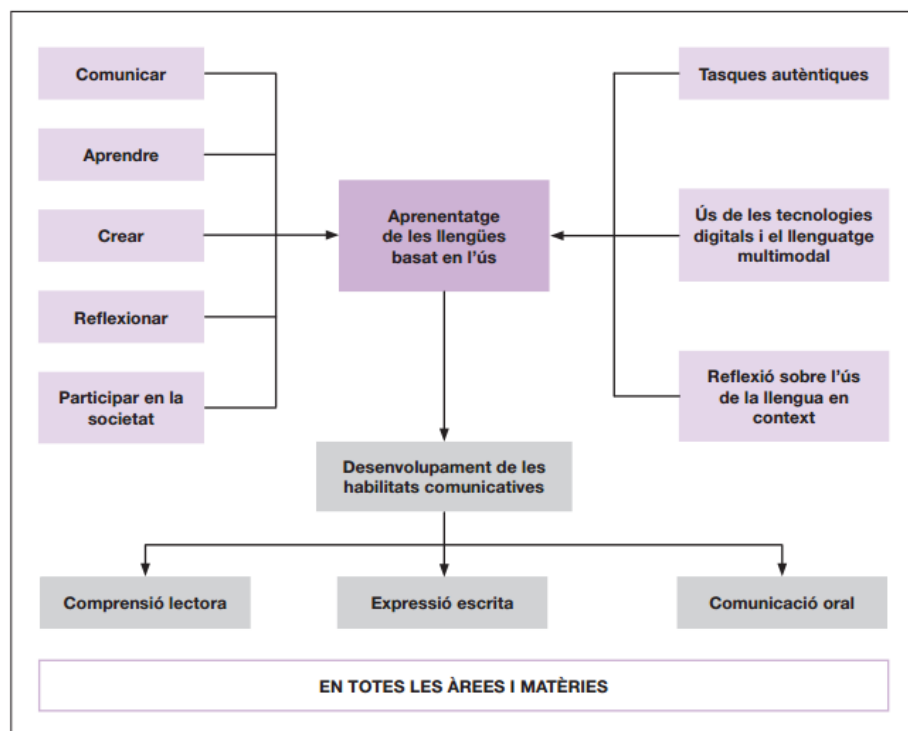 Comunicar
Aprendre
Crear
Reflexionar
Participar en la
societat
Aprenentatge
de les llengües
basat en l'ús
Tasques autèntiques
Ús de les tecnologies
digitals i el llenguatge
multimodal
Reflexió sobre l'ús
de la llengua en
context
Desenvolupament de les
habilitats comunicatives
Comprensió lectora
Expressió escrita
Comunicació oral
EN TOTES LES ÀREES I MATÈRIES